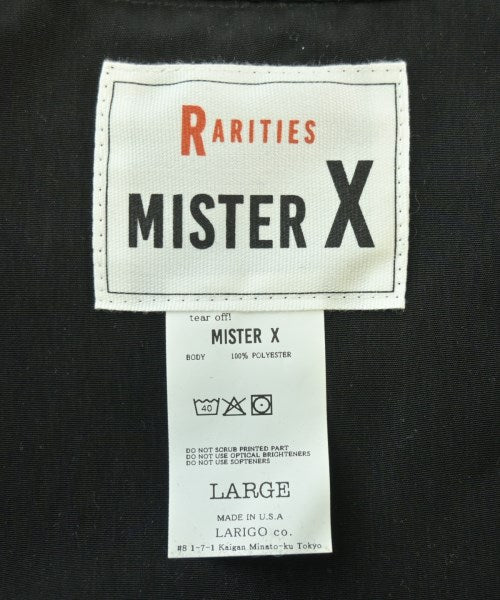 RARITIES
MISTER X
tear off!
MISTER X
BODY 100% POLYESTER
40
DO NOT SCRUB PRINTED PART
DO NOT USE OPTICAL BRIGHTENERS
DO NOT USE SOFTENERS
LARGE
MADE IN U.S.A
LARIGO co.
#8 1-7-1 Kaigan Minato-ku Tokyo